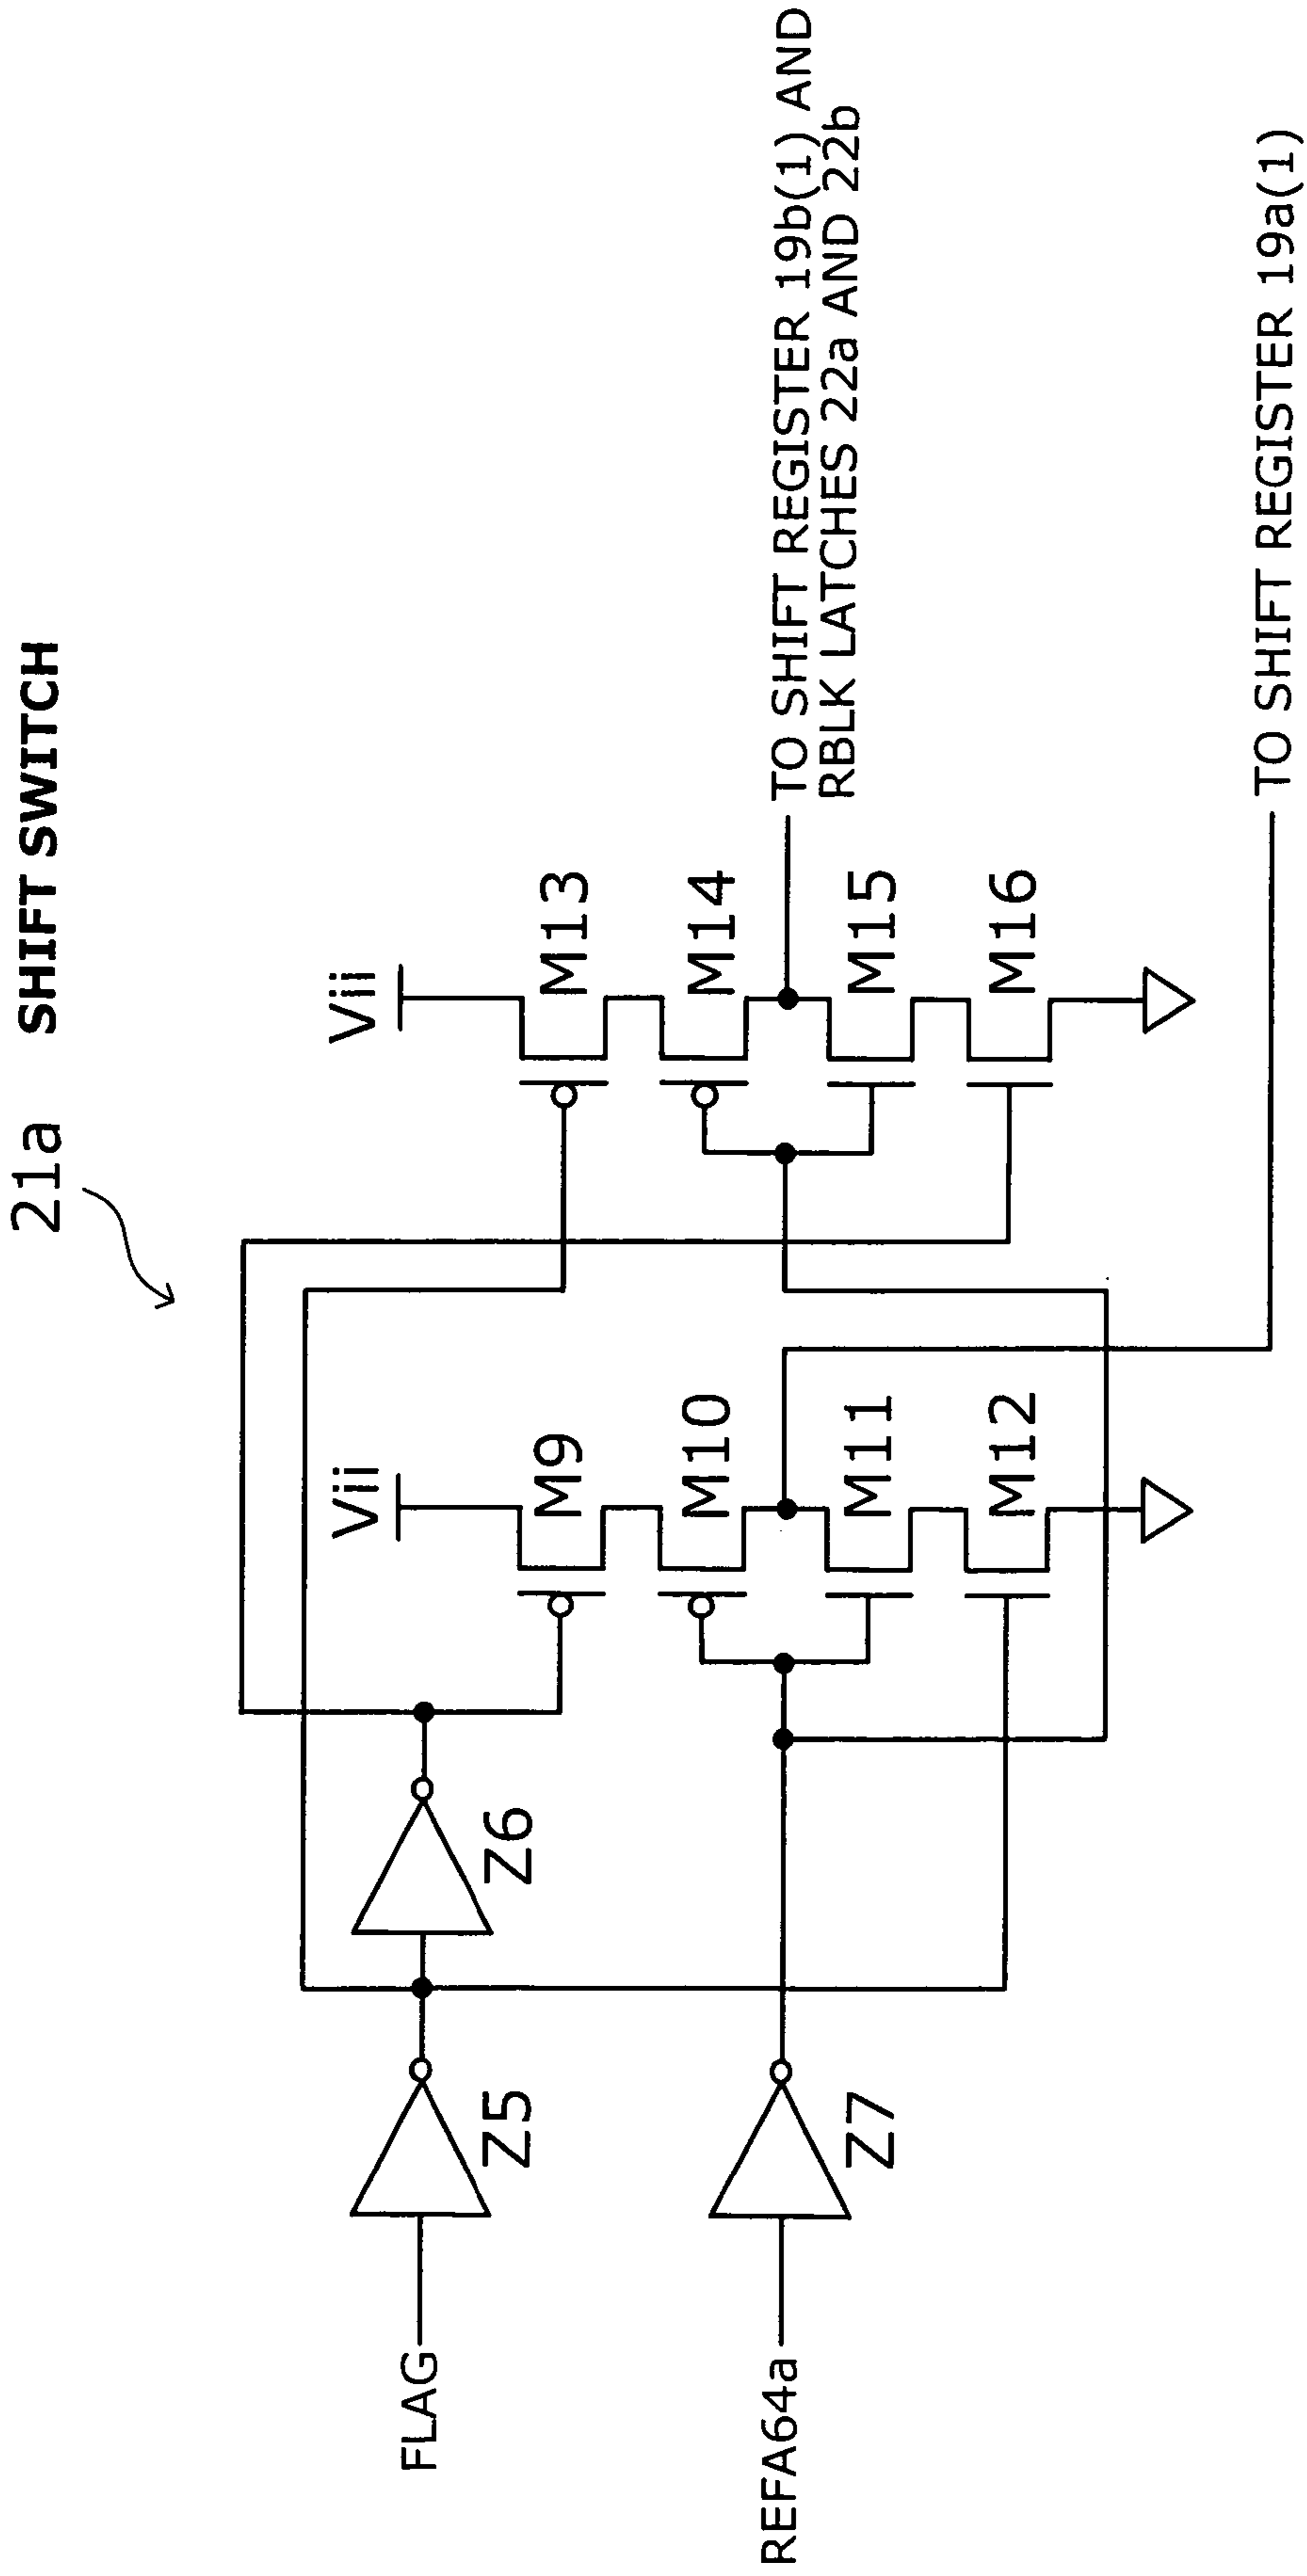 21a SHIFT SWITCH
Vii
Vii
M9
M13
M10
M14
M11
M15
M12
M16
Z5
Z6
Z7
FLAG
REFA64a
TO SHIFT REGISTER 19b(1) AND
RBLK LATCHES 22a AND 22b
TO SHIFT REGISTER 19a(1)